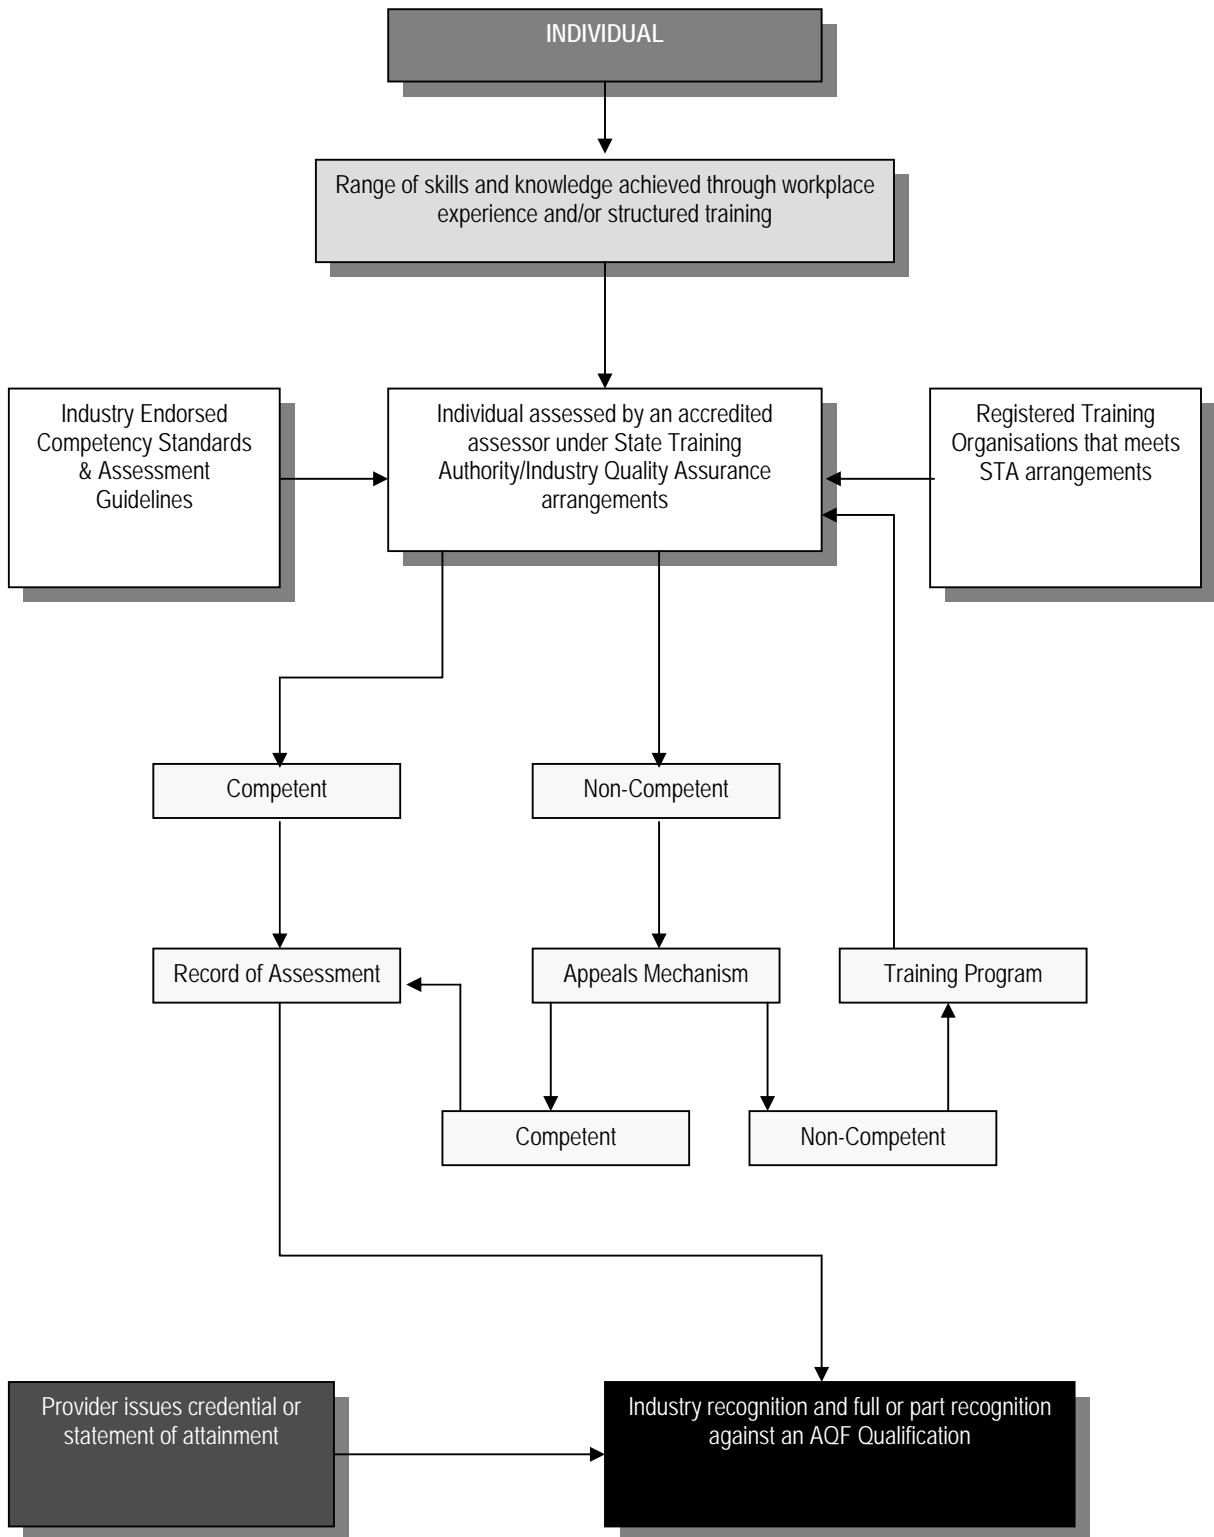 INDIVIDUAL
Range of skills and knowledge achieved through workplace
experience and/or structured training
Industry Endorsed
Competency Standards
& Assessment
Guidelines
Individual assessed by an accredited
assessor under State Training
Authority/Industry Quality Assurance
arrangements
Registered Training
Organisations that meets
STA arrangements
Competent
Non-Competent
Record of Assessment
Appeals Mechanism
Training Program
Competent
Non-Competent
Provider issues credential or
statement of attainment
Industry recognition and full or part recognition
against an AQF Qualification